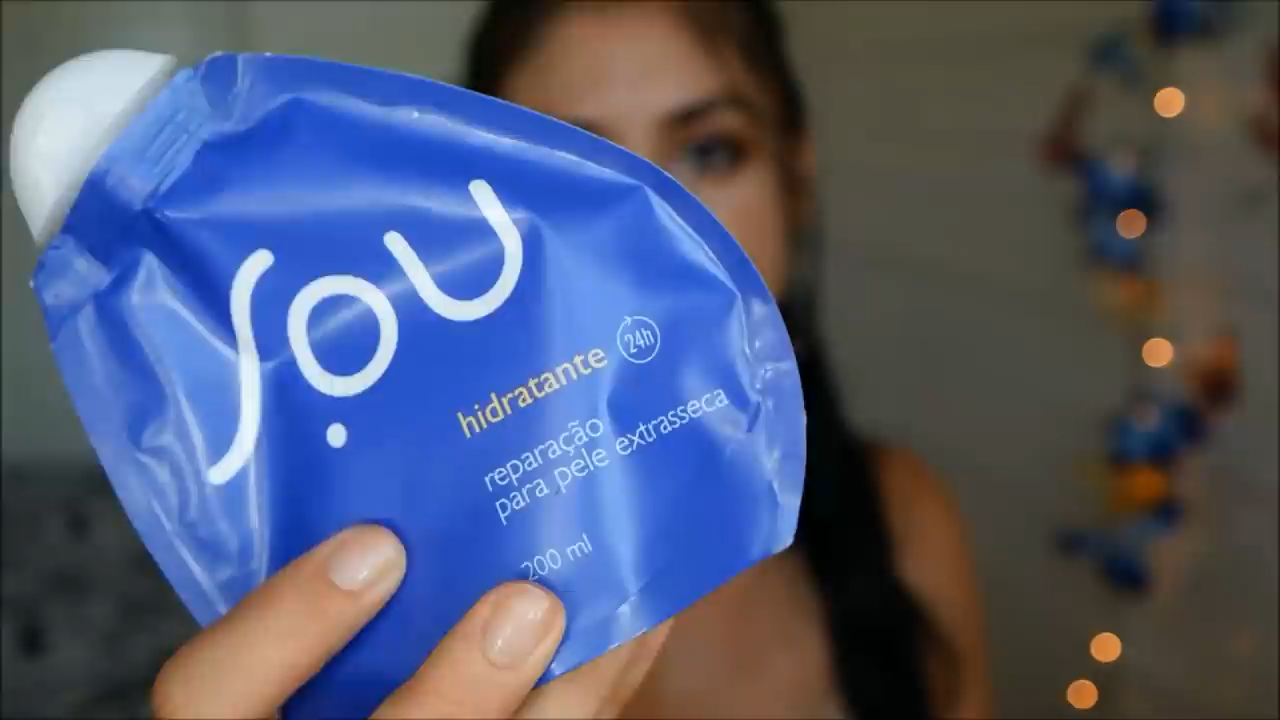 sou
hidratante 24h
reparação
para pele extrasseca
200 ml